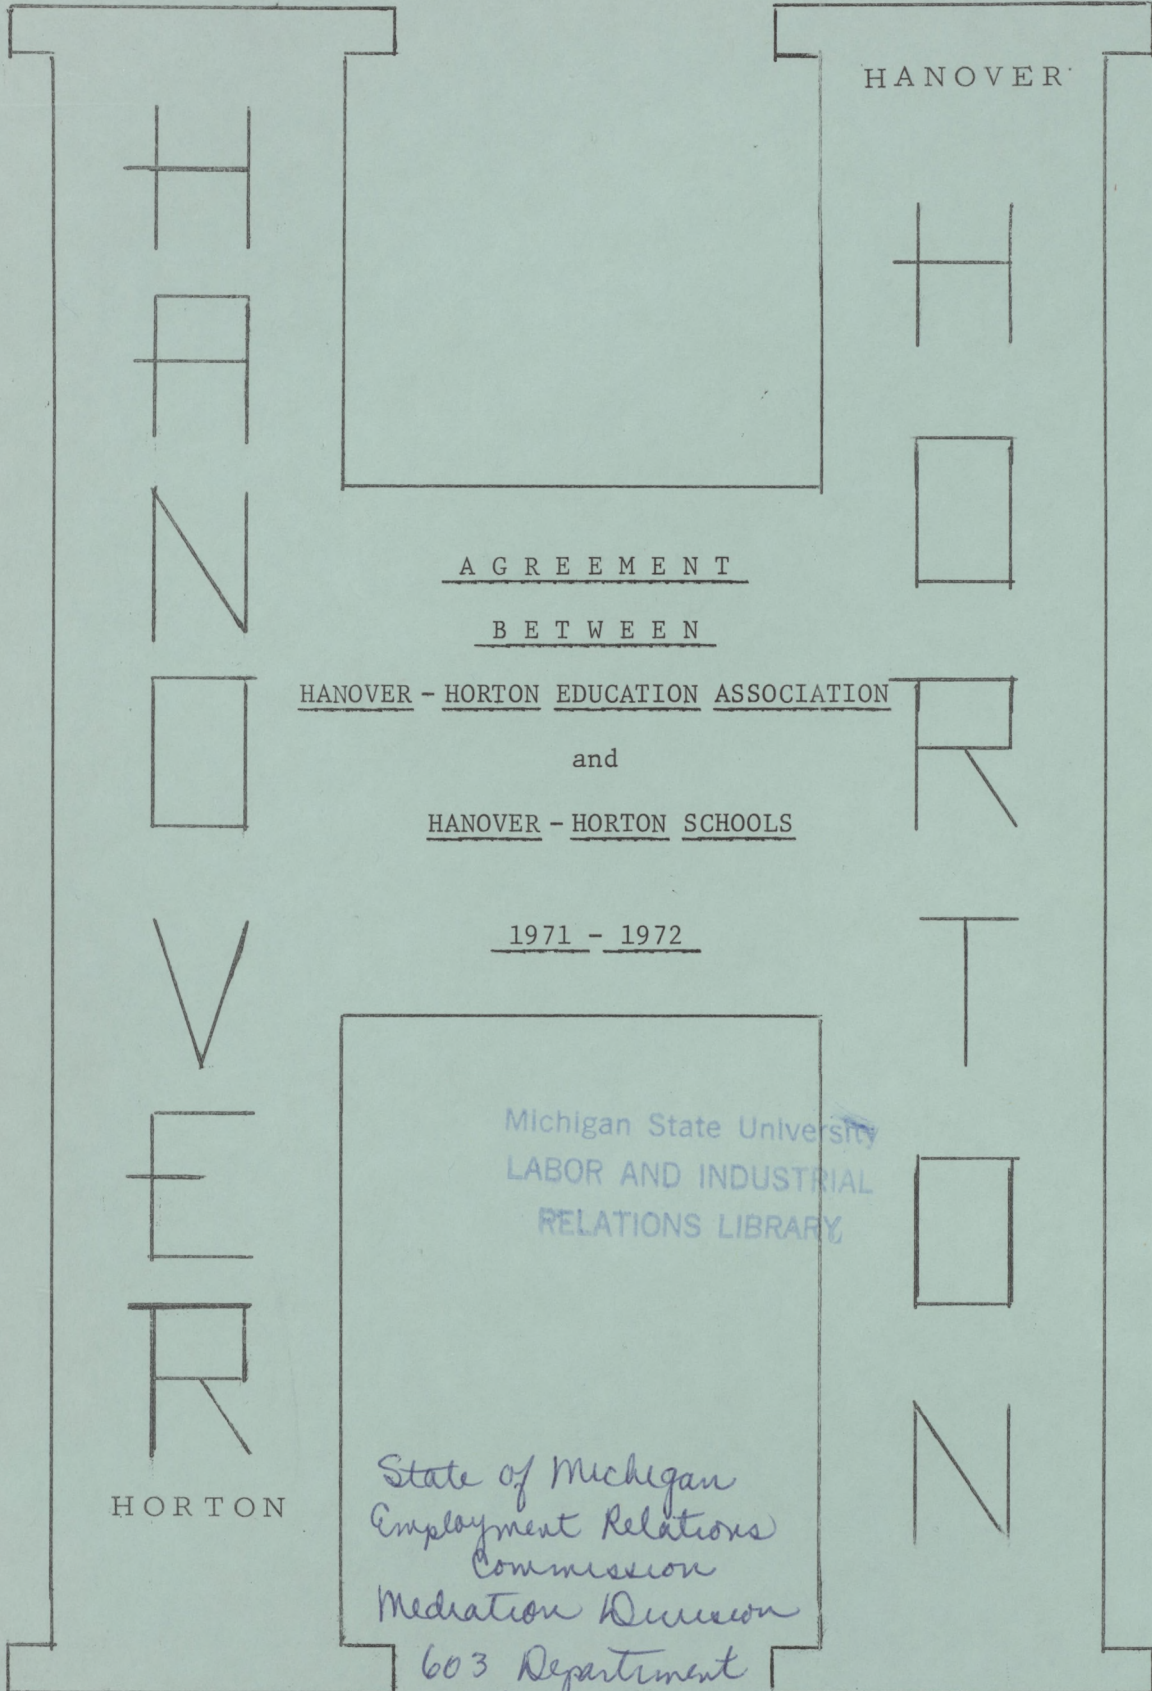 HANOVER
HORTON
HANOVER
HORTON
AGREEMENT
BETWEEN
HANOVER - HORTON EDUCATION ASSOCIATION
and
HANOVER - HORTON SCHOOLS
1971 - 1972
Michigan State University
LABOR AND INDUSTRIAL
RELATIONS LIBRARY
State of Michigan
Employment Relations
Commission
Mediation Division
603 Department